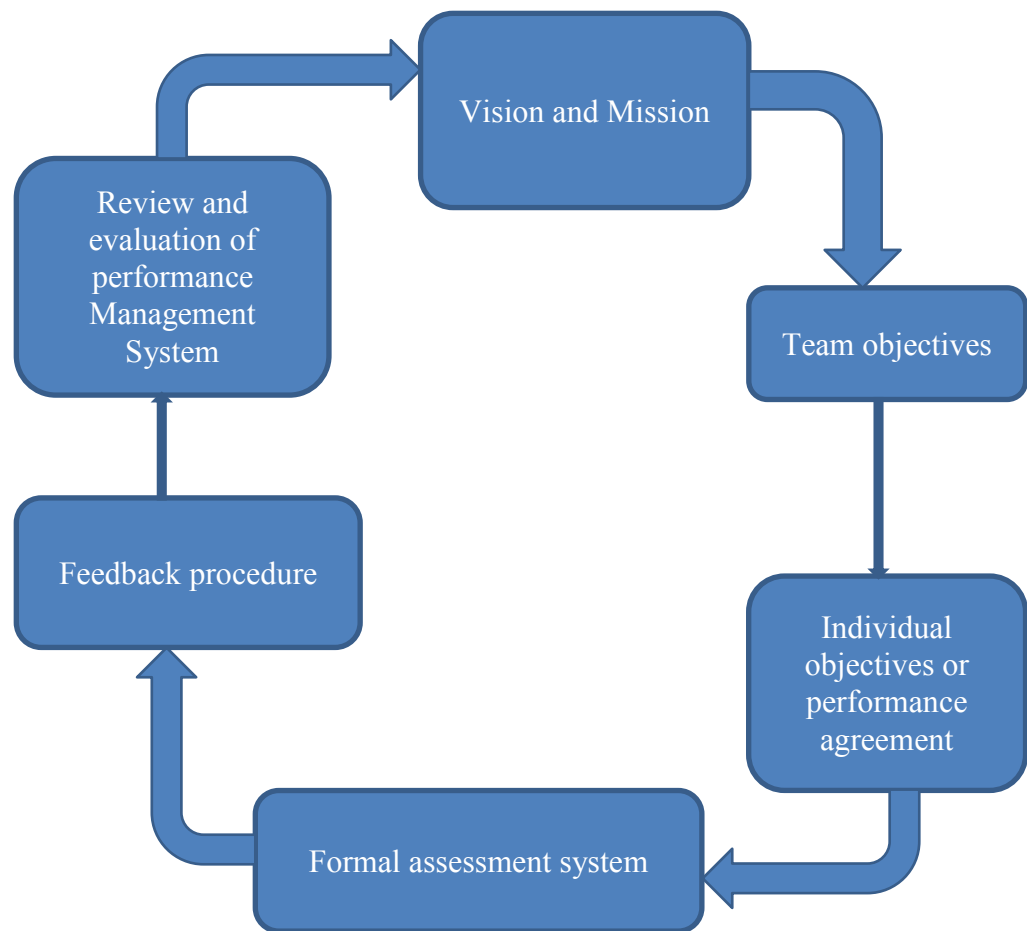 Vision and Mission
Team objectives
Individual
objectives or
performance
agreement
Formal assessment system
Feedback procedure
Review and
evaluation of
performance
Management
System